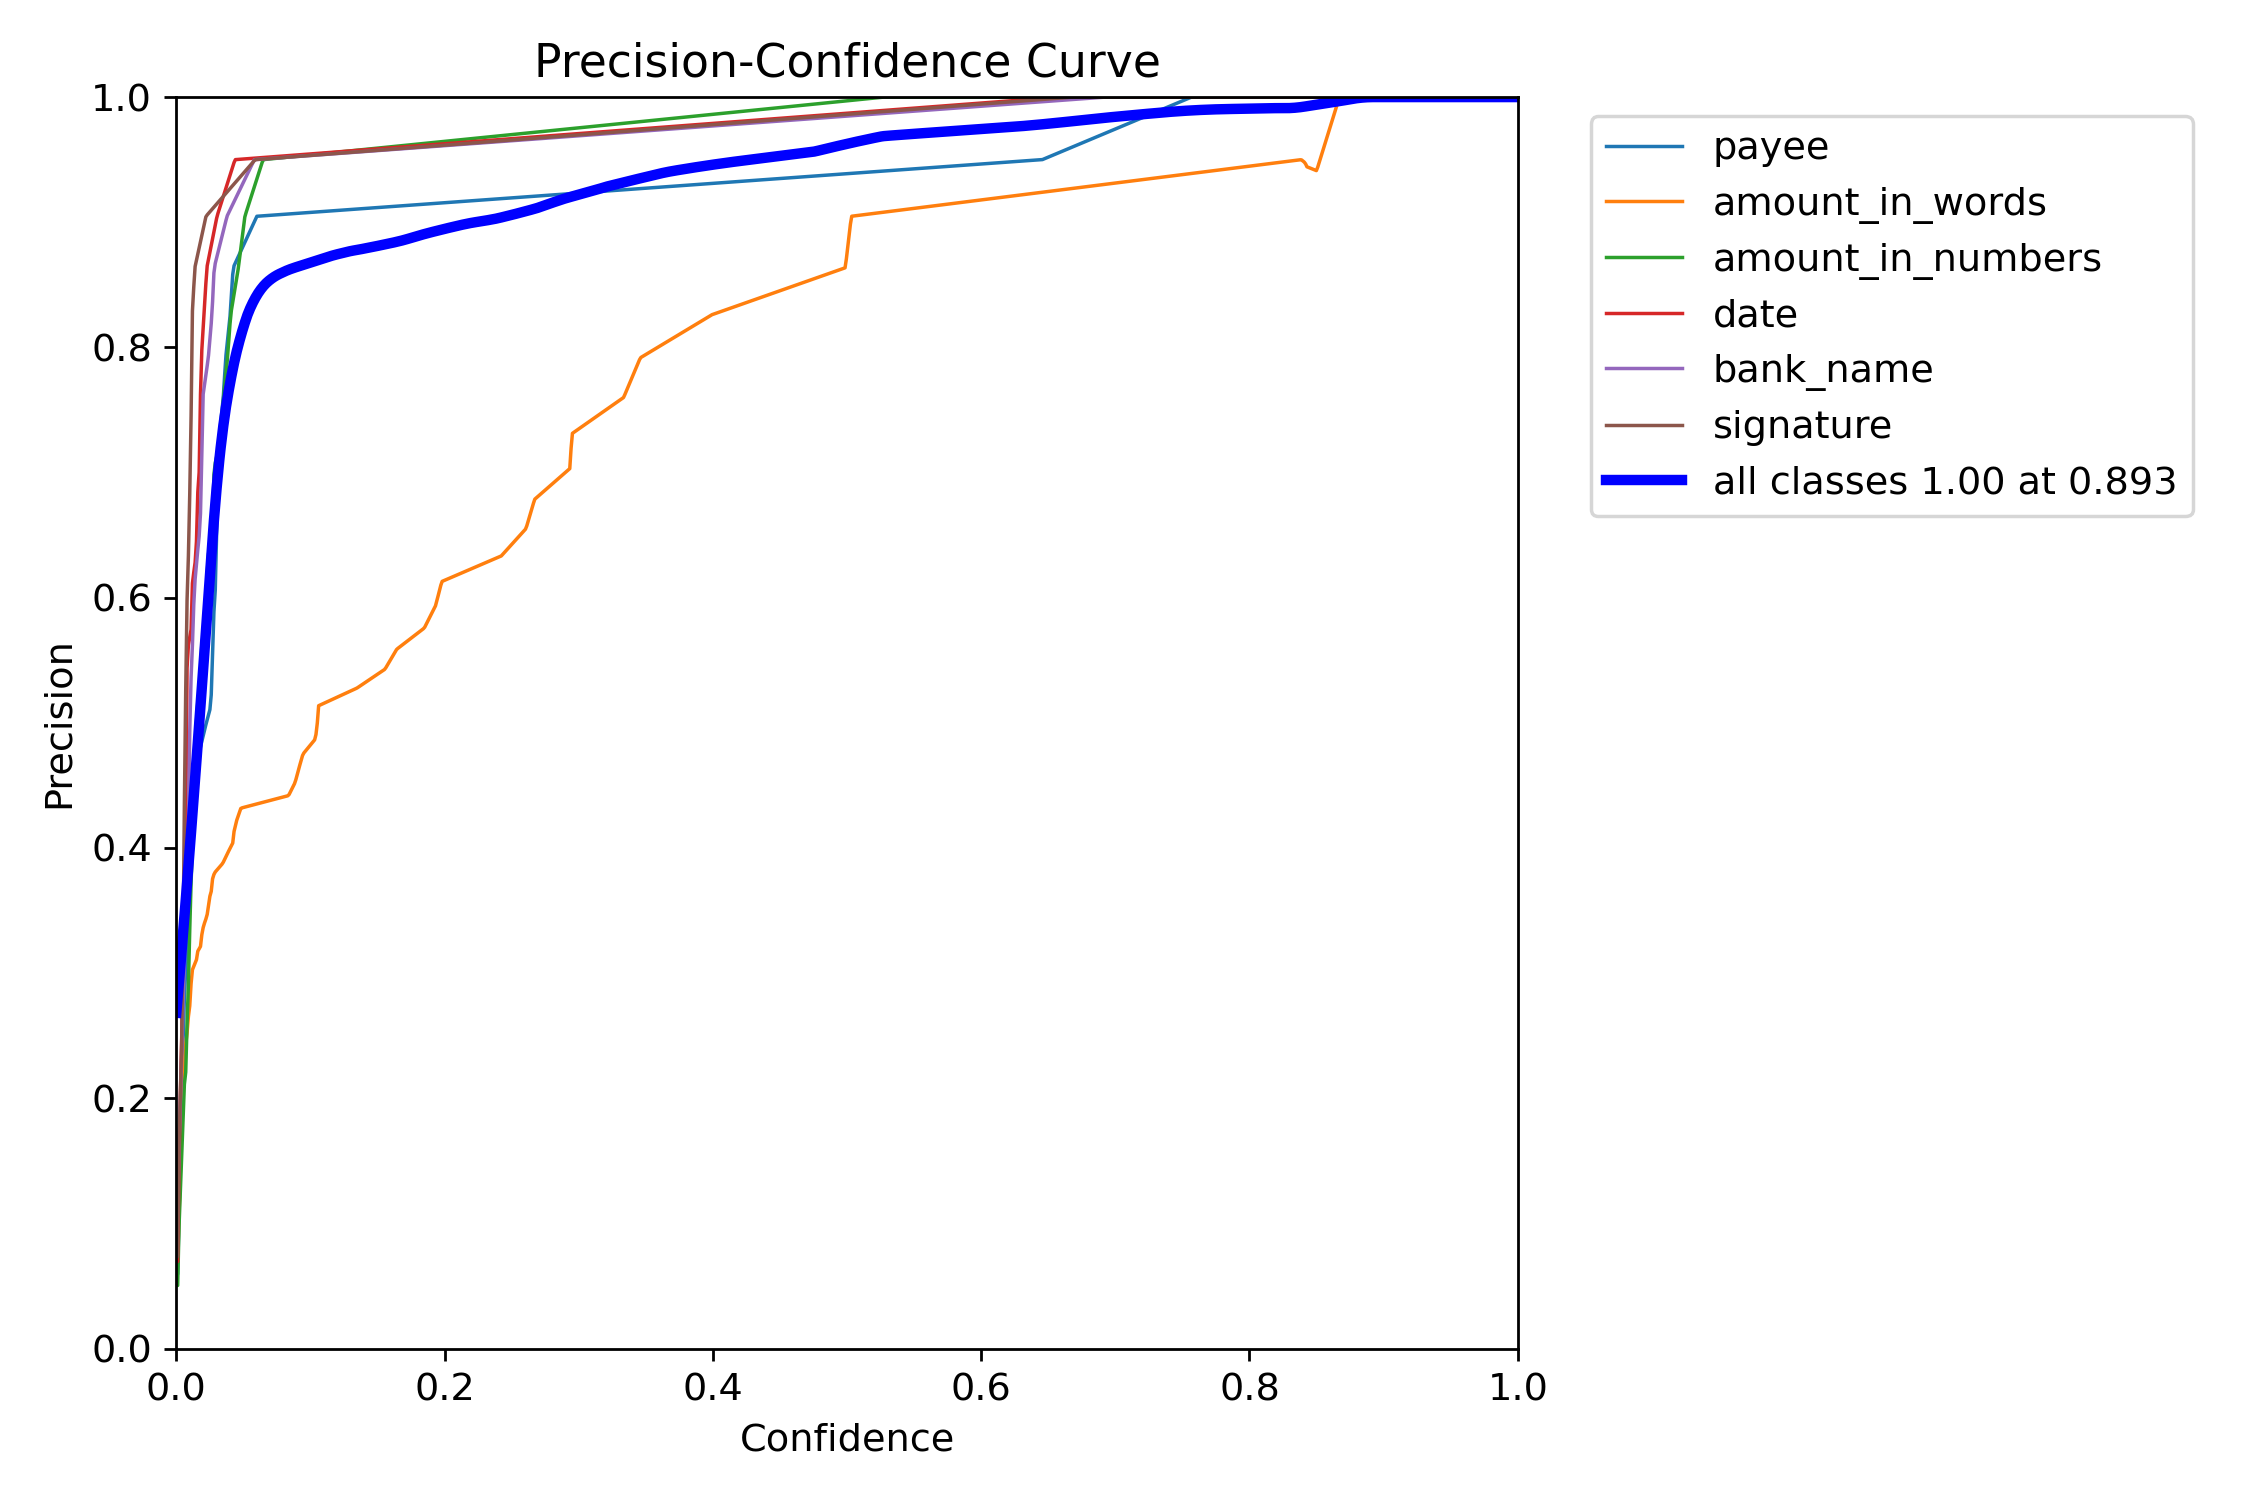 Precision-Confidence Curve
1.0
0.8
0.6
0.4
0.2
0.0
Precision
0.0 0.2 0.4 0.6 0.8 1.0
Confidence
payee
amount_in_words
amount_in_numbers
date
bank_name
signature
all classes 1.00 at 0.893